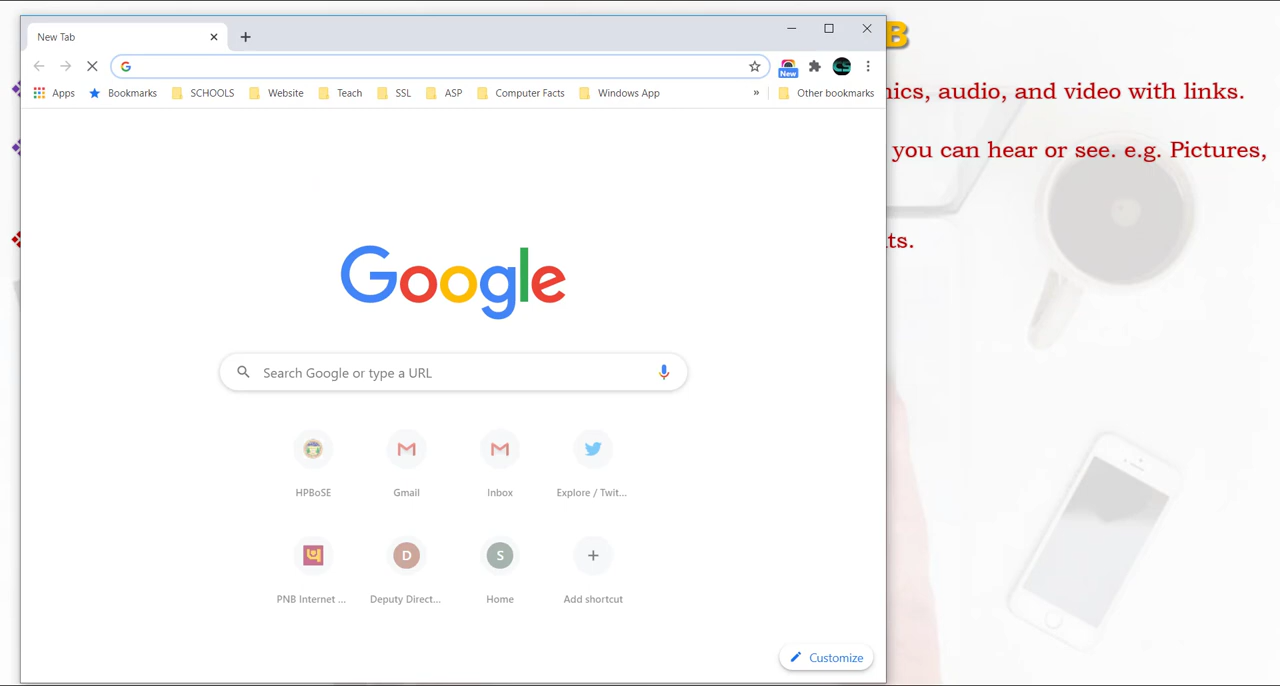 New Tab
B
New
CS
Apps
Bookmarks
SCHOOLS
Website
Teach
SSL
ASP
Computer Facts
Windows App
»
Other bookmarks
hics, audio, and video with links.
you can hear or see. e.g. Pictures,
ts.
Google
Search Google or type a URL
HPBoSE
Gmail
Inbox
Explore / Twit...
PNB Internet ...
D
Deputy Direct...
S
Home
Add shortcut
Customize